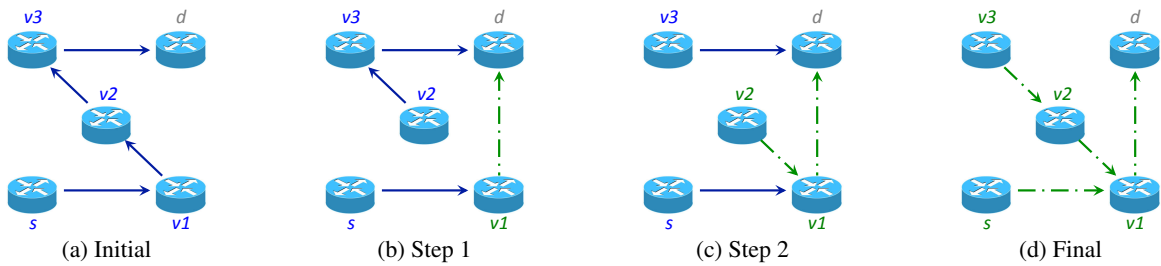 v3 d
v2
s v1
(a) Initial
v3 d
v2
s v1
(b) Step 1
v3 d
v2
s v1
(c) Step 2
v3 d
v2
s v1
(d) Final